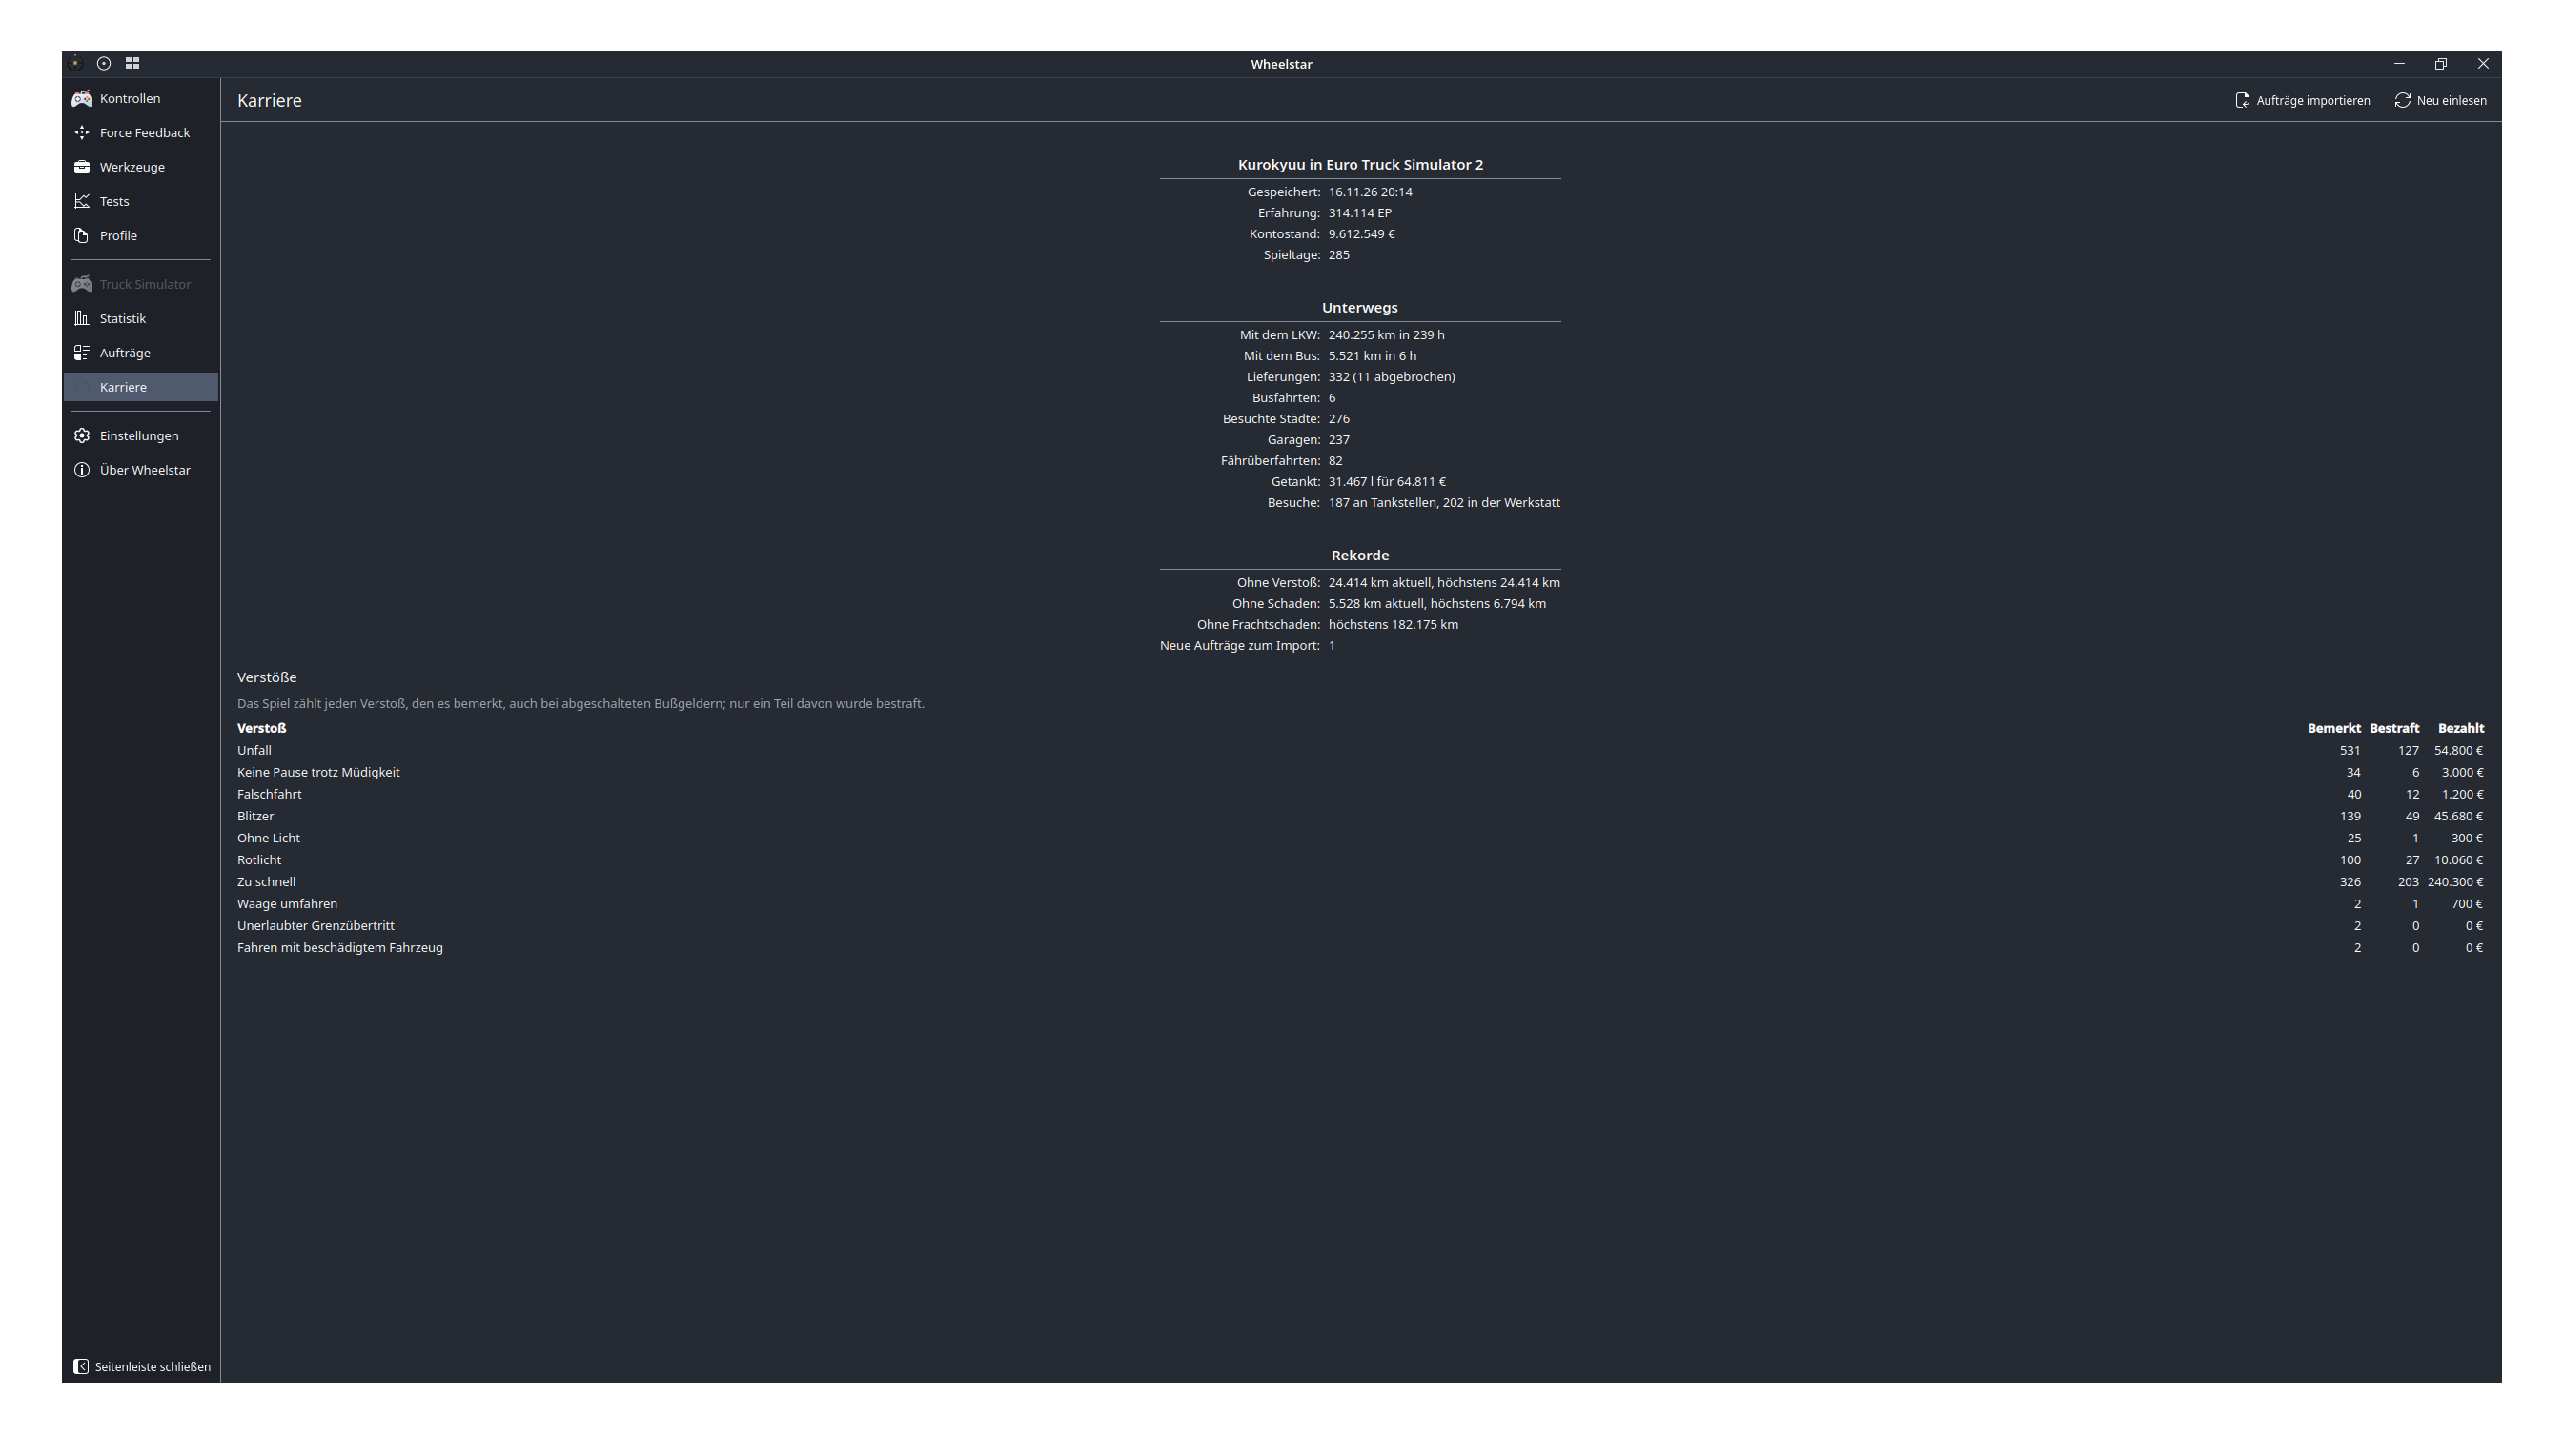 Wheelstar
Kontrollen
Force Feedback
Werkzeuge
Tests
Profile
Truck Simulator
Statistik
Aufträge
Karriere
Einstellungen
Über Wheelstar
Seitenleiste schließen
Karriere
Aufträge importieren
Neu einlesen
Kurokyuu in Euro Truck Simulator 2
Gespeichert: 16.11.26 20:14
Erfahrung: 314.114 EP
Kontostand: 9.612.549 €
Spieltage: 285
Unterwegs
Mit dem LKW: 240.255 km in 239 h
Mit dem Bus: 5.521 km in 6 h
Lieferungen: 332 (11 abgebrochen)
Busfahrten: 6
Besuchte Städte: 276
Garagen: 237
Fährüberfahrten: 82
Getankt: 31.467 l für 64.811 €
Besuche: 187 an Tankstellen, 202 in der Werkstatt
Rekorde
Ohne Verstoß: 24.414 km aktuell, höchstens 24.414 km
Ohne Schaden: 5.528 km aktuell, höchstens 6.794 km
Ohne Frachtschaden: höchstens 182.175 km
Neue Aufträge zum Import: 1
Verstöße
Das Spiel zählt jeden Verstoß, den es bemerkt, auch bei abgeschalteten Bußgeldern; nur ein Teil davon wurde bestraft.
Verstoß Bemerkt Bestraft Bezahlt
Unfall 531 127 54.800 €
Keine Pause trotz Müdigkeit 34 6 3.000 €
Falschfahrt 40 12 1.200 €
Blitzer 139 49 45.680 €
Ohne Licht 25 1 300 €
Rotlicht 100 27 10.060 €
Zu schnell 326 203 240.300 €
Waage umfahren 2 1 700 €
Unerlaubter Grenzübertritt 2 0 0 €
Fahren mit beschädigtem Fahrzeug 2 0 0 €